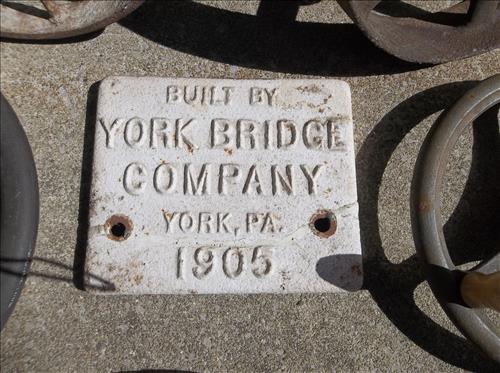 BUILT BY
YORK BRIDGE
COMPANY
YORK, PA.
1905